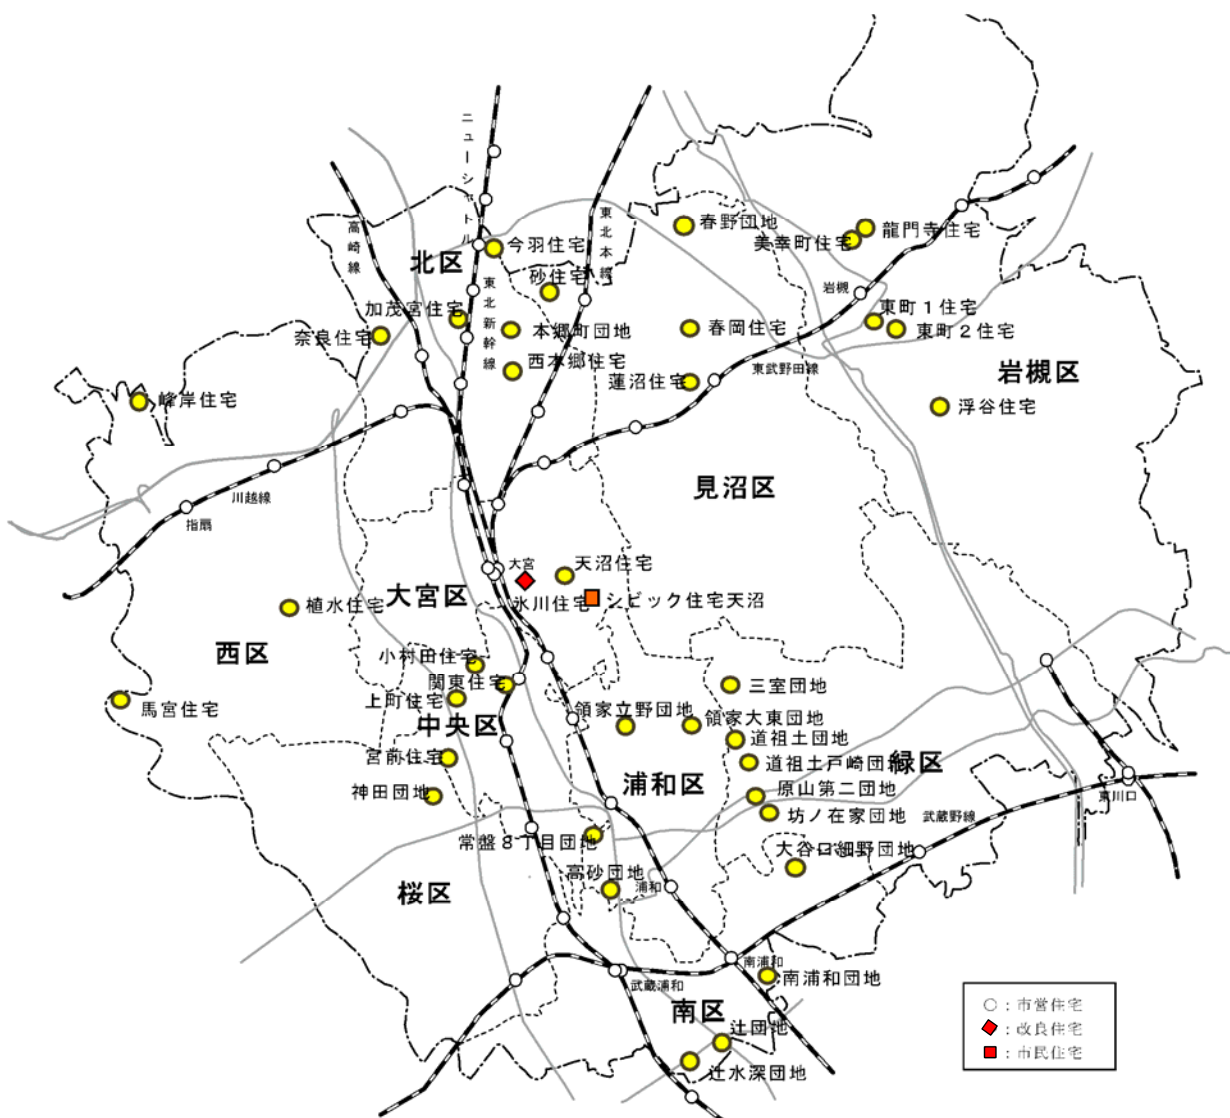 ニューシャトル
高崎線
東北本線
東北新幹線
春野団地
龍門寺住宅
美幸町住宅
今羽住宅
北区
砂住宅
岩槻
加茂宮住宅
東町1住宅
奈良住宅
本郷町団地
春岡住宅
東町2住宅
西本郷住宅
東武野田線
岩槻区
蓮沼住宅
峰岸住宅
浮谷住宅
見沼区
川越線
指扇
大宮
天沼住宅
大宮区
氷川住宅
シビック住宅天沼
植水住宅
西区
小村田住宅
関東住宅
三室団地
上町住宅
馬宮住宅
領家立野団地
領家大東団地
中央区
道祖土団地
宮前住宅
道祖土戸崎団地
緑区
浦和区
神田団地
原山第二団地
東川口
坊ノ在家団地
武蔵野線
常盤8丁目団地
大谷口細野団地
高砂団地
浦和
桜区
南浦和
南浦和団地
武蔵浦和
南区
辻団地
辻水深団地
○：市営住宅
◆：改良住宅
■：市民住宅